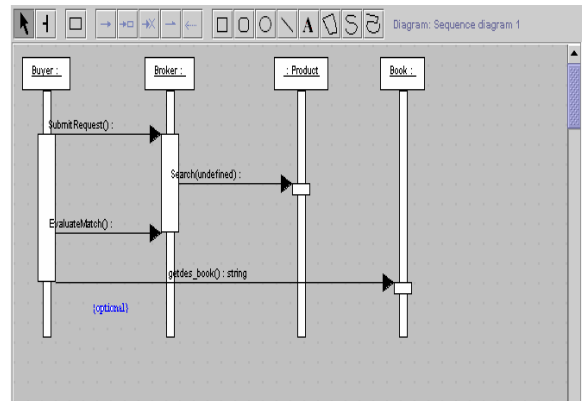 A
Diagram: Sequence diagram 1
Buyer :
Broker :
: Product
Book :
SubmitRequest() :
Search(undefined) :
EvaluateMatch() :
getdes_book() : string
{optional}